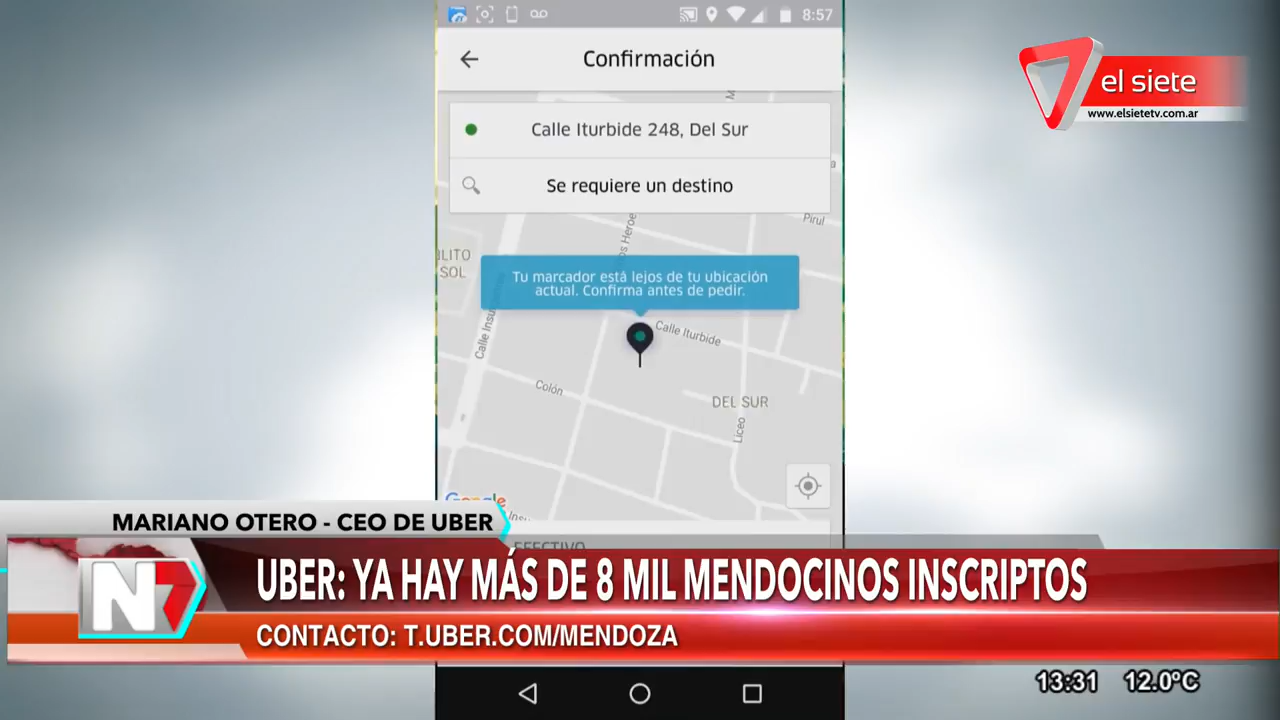 8:57
Confirmación
el siete
www.elsietetv.com.ar
Calle Iturbide 248, Del Sur
Se requiere un destino
Pirul
SOL
Tu marcador está lejos de tu ubicación
actual. Confirma antes de pedir.
Calle Iturbide
Colón
DEL SUR
Liceo
Google
EFECTIVO
MARIANO OTERO - CEO DE UBER
N7
UBER: YA HAY MÁS DE 8 MIL MENDOCINOS INSCRIPTOS
CONTACTO: T.UBER.COM/MENDOZA
13:31 12.0ºC